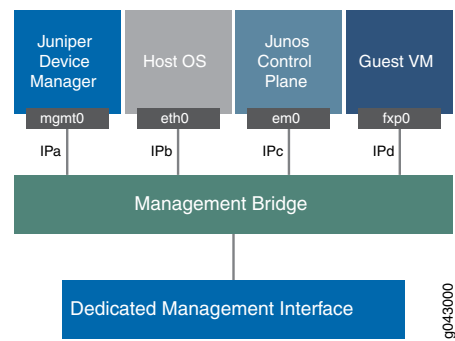 Juniper
Device
Manager
Host OS
Junos
Control
Plane
Guest VM
mgmt0
eth0
em0
fxp0
IPa
IPb
IPc
IPd
Management Bridge
Dedicated Management Interface
g043000